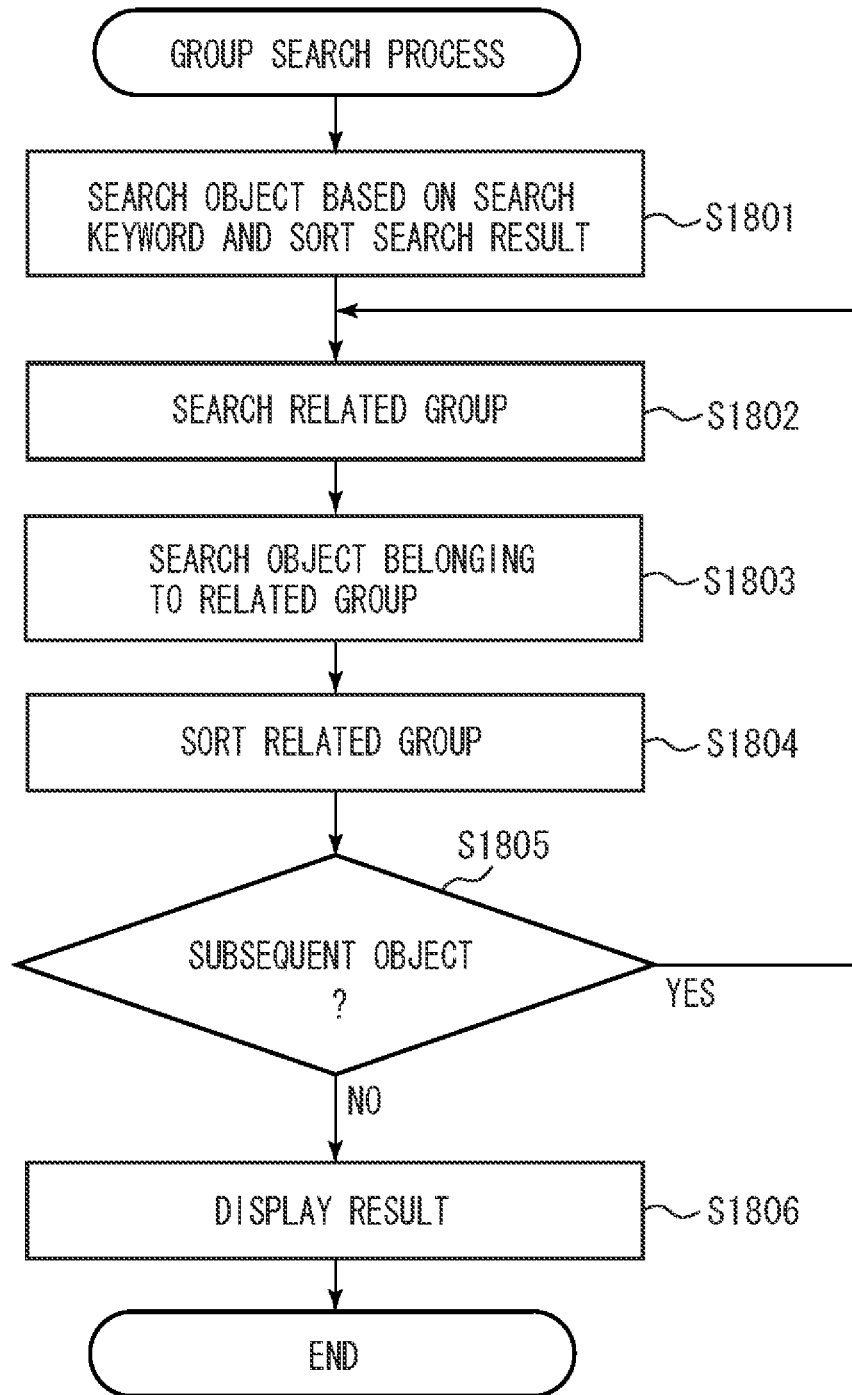 GROUP SEARCH PROCESS
SEARCH OBJECT BASED ON SEARCH
KEYWORD AND SORT SEARCH RESULT
S1801
SEARCH RELATED GROUP
S1802
SEARCH OBJECT BELONGING
TO RELATED GROUP
S1803
SORT RELATED GROUP
S1804
S1805
SUBSEQUENT OBJECT
?
YES
NO
DISPLAY RESULT
S1806
END